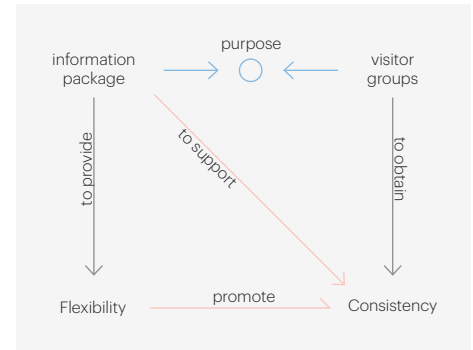 purpose
information
package
visitor
groups
to provide
to support
to obtain
Flexibility
promote
Consistency